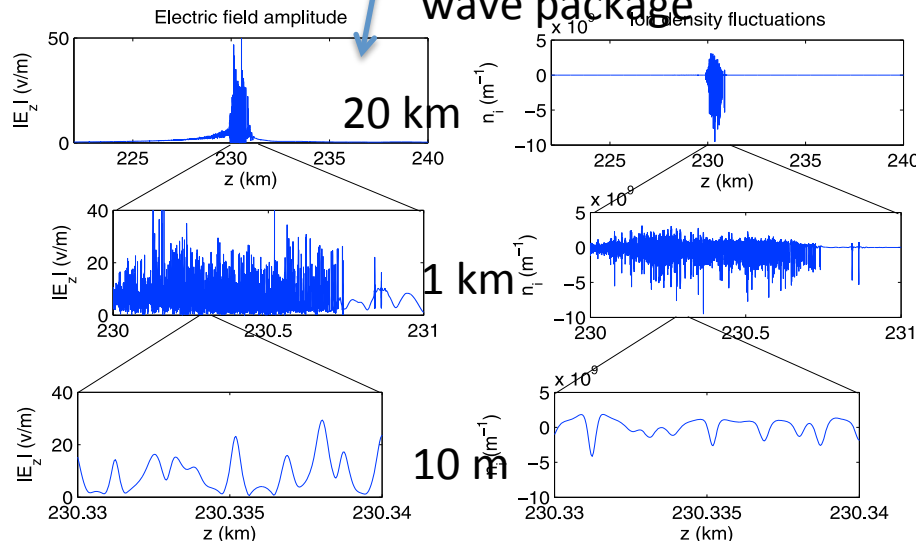 wave package
Electric field amplitude
50
0
|E_z| (v/m)
225 230 235 240
z (km)
20 km
Ion density fluctuations
x 10^9
5
0
−5
−10
n_i (m^-1)
225 230 235 240
z (km)
40
20
0
|E_z| (v/m)
230 230.5 231
1 km
x 10^9
5
0
−5
−10
n_i (m^-1)
230 230.5 231
40
20
0
|E_z| (v/m)
230.33 230.335 230.34
z (km)
10 m
x 10^9
5
0
−5
−10
n_i (m^-1)
230.33 230.335 230.34
z (km)